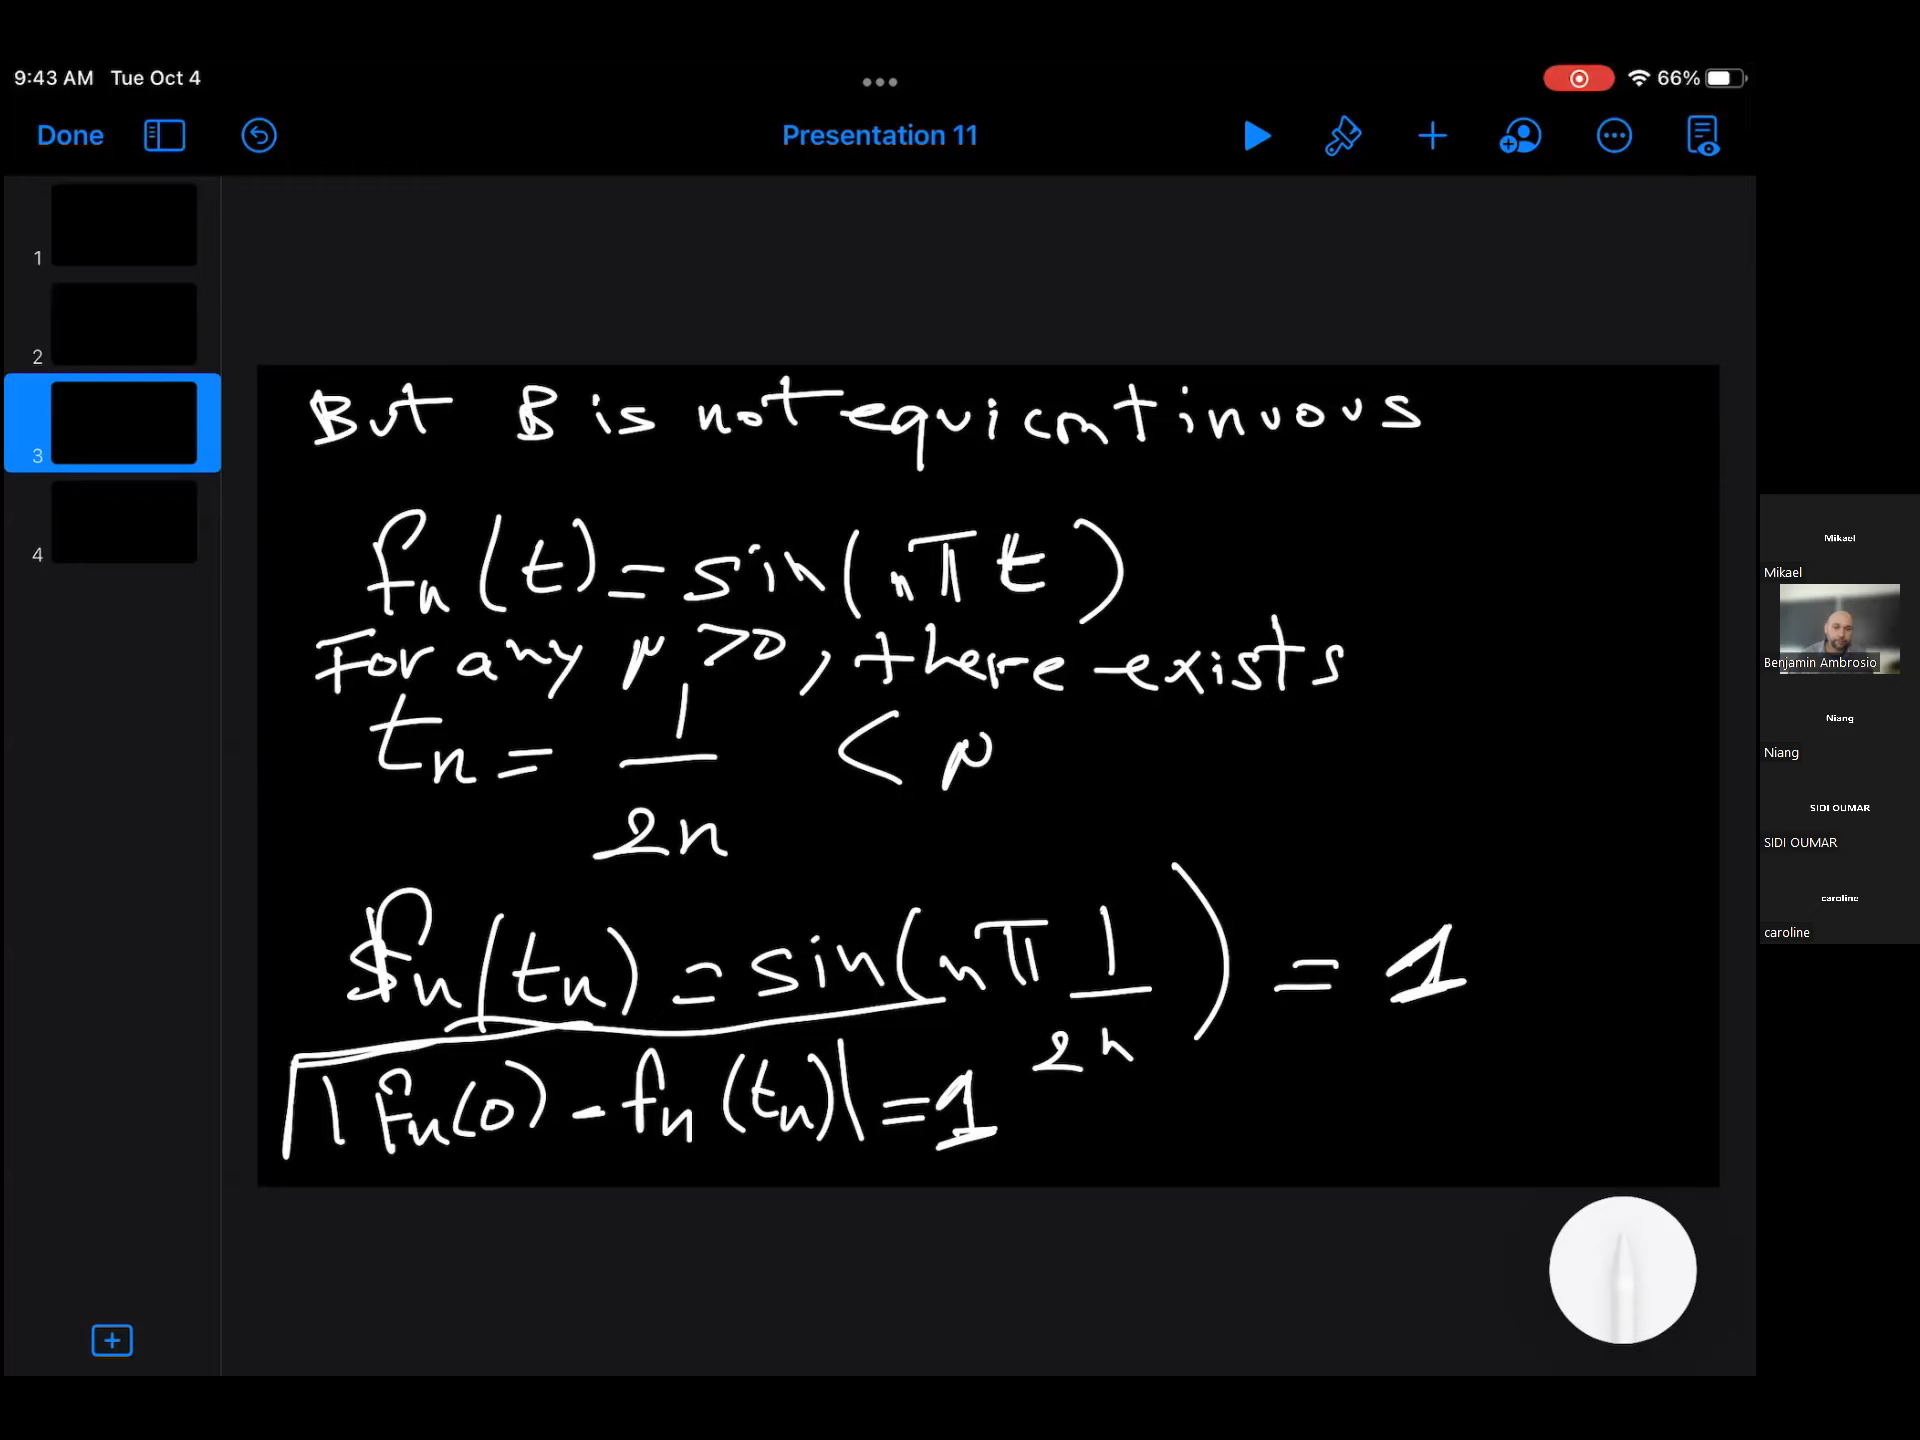 9:43 AM Tue Oct 4
66%
Done
Presentation 11
1
2
3
4
But B is not equicontinuous
fn(t) = sin(nπt)
For any μ >0, there exists
tn = 1/2n < μ
fn(tn) = sin(nπ 1/2n) = 1
|fn(0) - fn(tn)| = 1
Mikael
Mikael
Benjamin Ambrosio
Niang
Niang
SIDI OUMAR
SIDI OUMAR
caroline
caroline